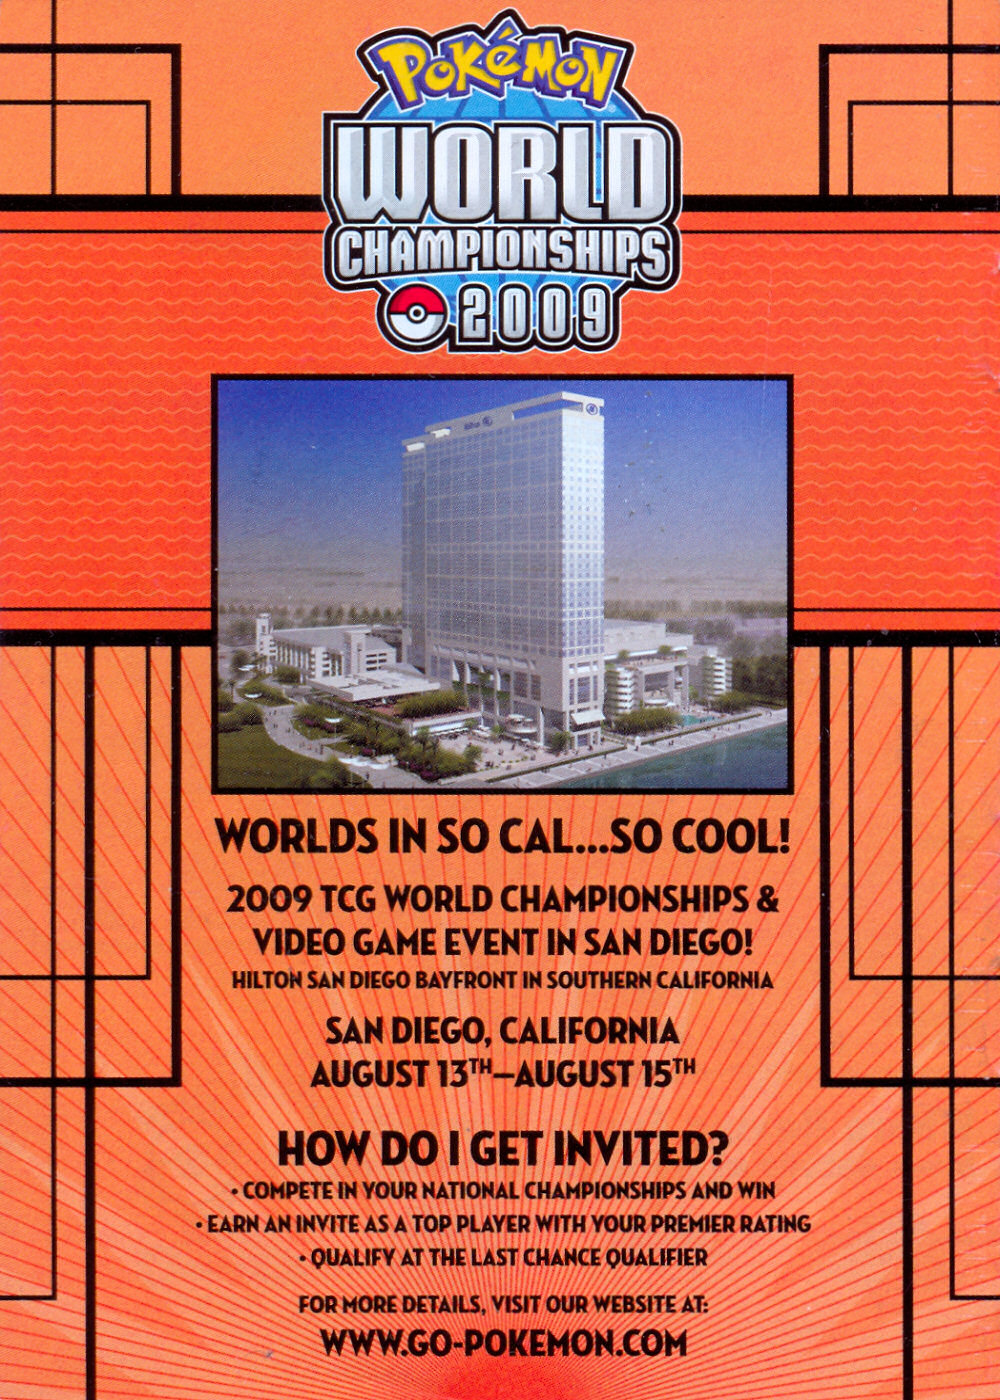 POKéMON
WORLD
CHAMPIONSHIPS
2009
Hilton
WORLDS IN SO CAL...SO COOL!
2009 TCG WORLD CHAMPIONSHIPS &
VIDEO GAME EVENT IN SAN DIEGO!
HILTON SAN DIEGO BAYFRONT IN SOUTHERN CALIFORNIA
SAN DIEGO, CALIFORNIA
AUGUST 13TH–AUGUST 15TH
HOW DO I GET INVITED?
• COMPETE IN YOUR NATIONAL CHAMPIONSHIPS AND WIN
• EARN AN INVITE AS A TOP PLAYER WITH YOUR PREMIER RATING
• QUALIFY AT THE LAST CHANCE QUALIFIER
FOR MORE DETAILS, VISIT OUR WEBSITE AT:
WWW.GO-POKEMON.COM